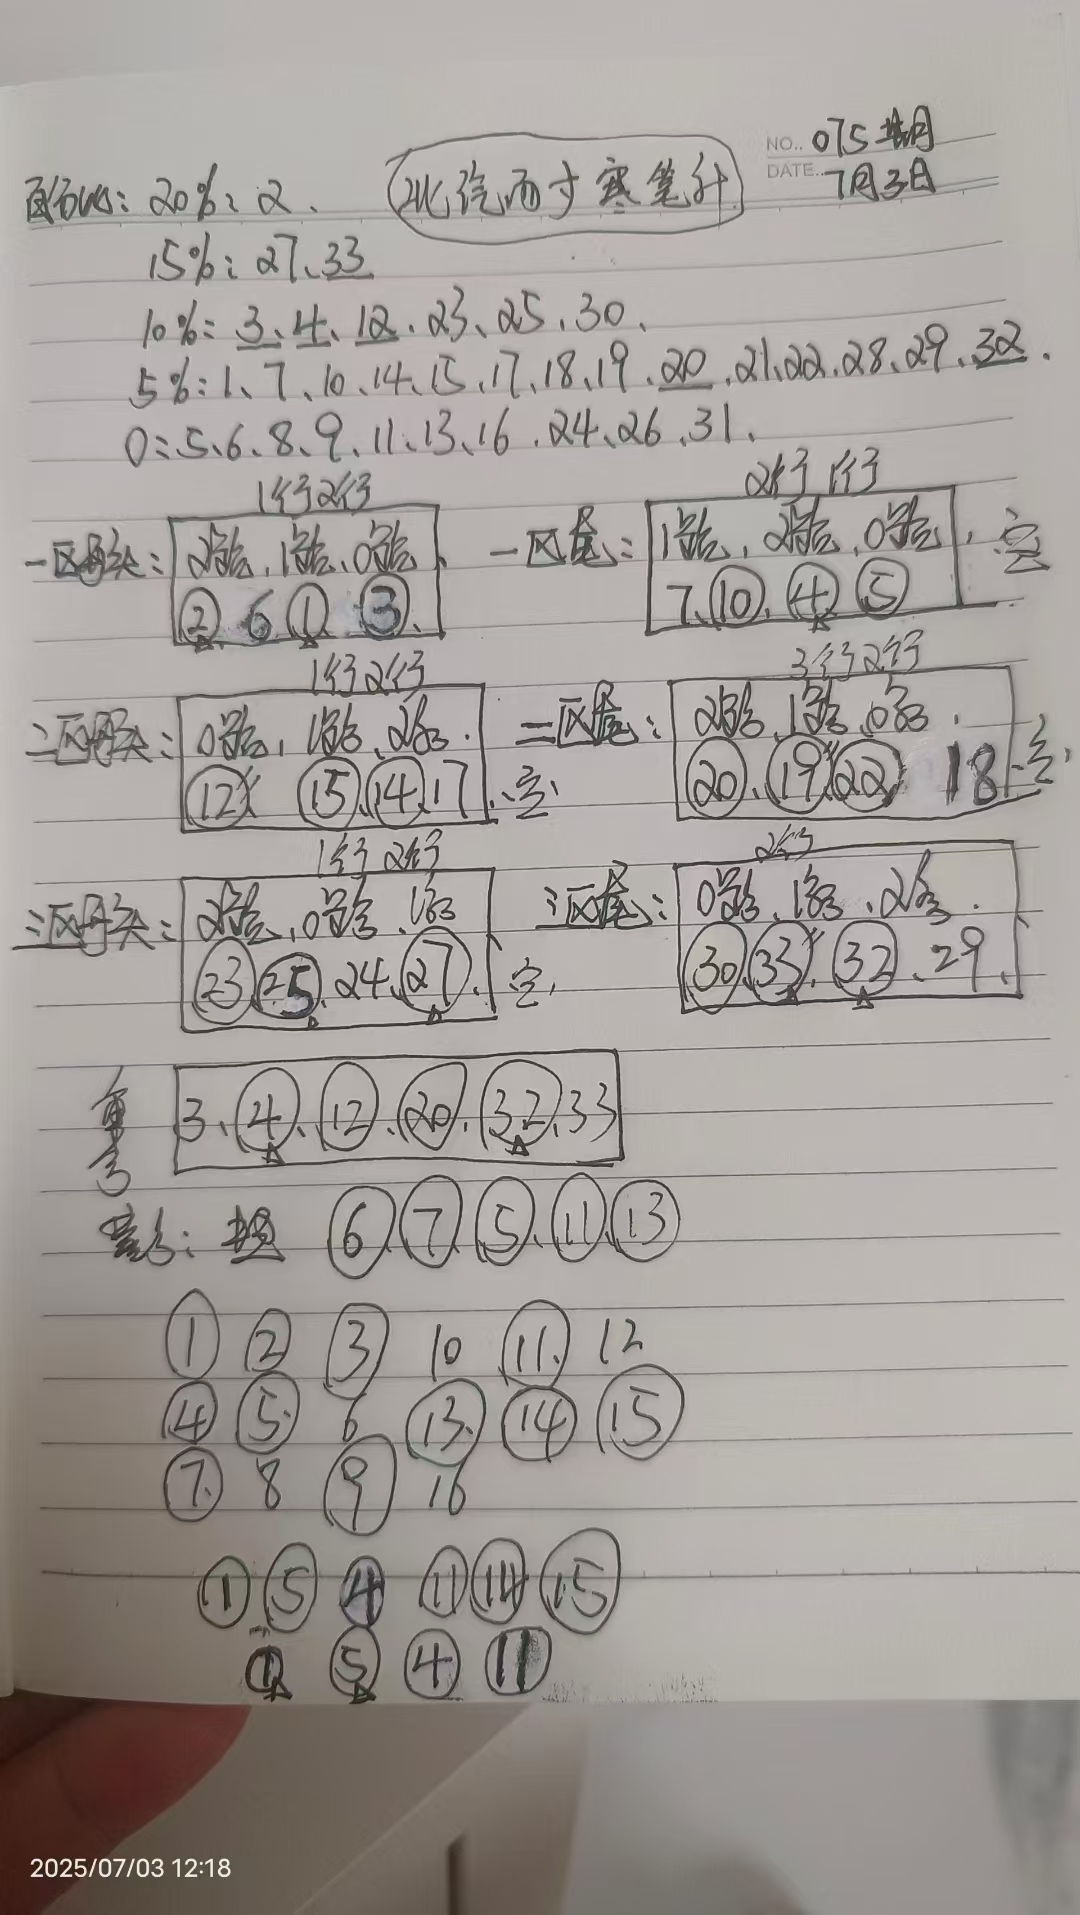 NO.. 075期
DATE.. 7月3日
百分比：20%：2、
15%：27、33
10%：3、4、12、23、25、30、
5%：1、7、10、14、15、17、18、19、20、21、22、28、29、32、
0：5、6、8、9、11、13、16、24、26、31、
1行2行
2行1行
一区头：2路、1路、0路
一区尾：1路、2路、0路、空
2 6 1 3、
7、10、4 5
1行2行
3行2行
二区头：0路、1路、2路、
二区尾：2路、1路、0路、
12 15 14 17、空
20、19 22 18、空、
1行2行
2行
三区头：2路、0路、1路
三区尾：0路、1路、2路、
23 25、24、27、空、
30 33、32、29、
重号
3、4、12、20、32、33
6、7、5、11、13
1 2 3 10 11 12
4 5 6 13 14 15
7 8 9 16
1 5 4 11 14 15
1 5 4 11
2025/07/03 12:18